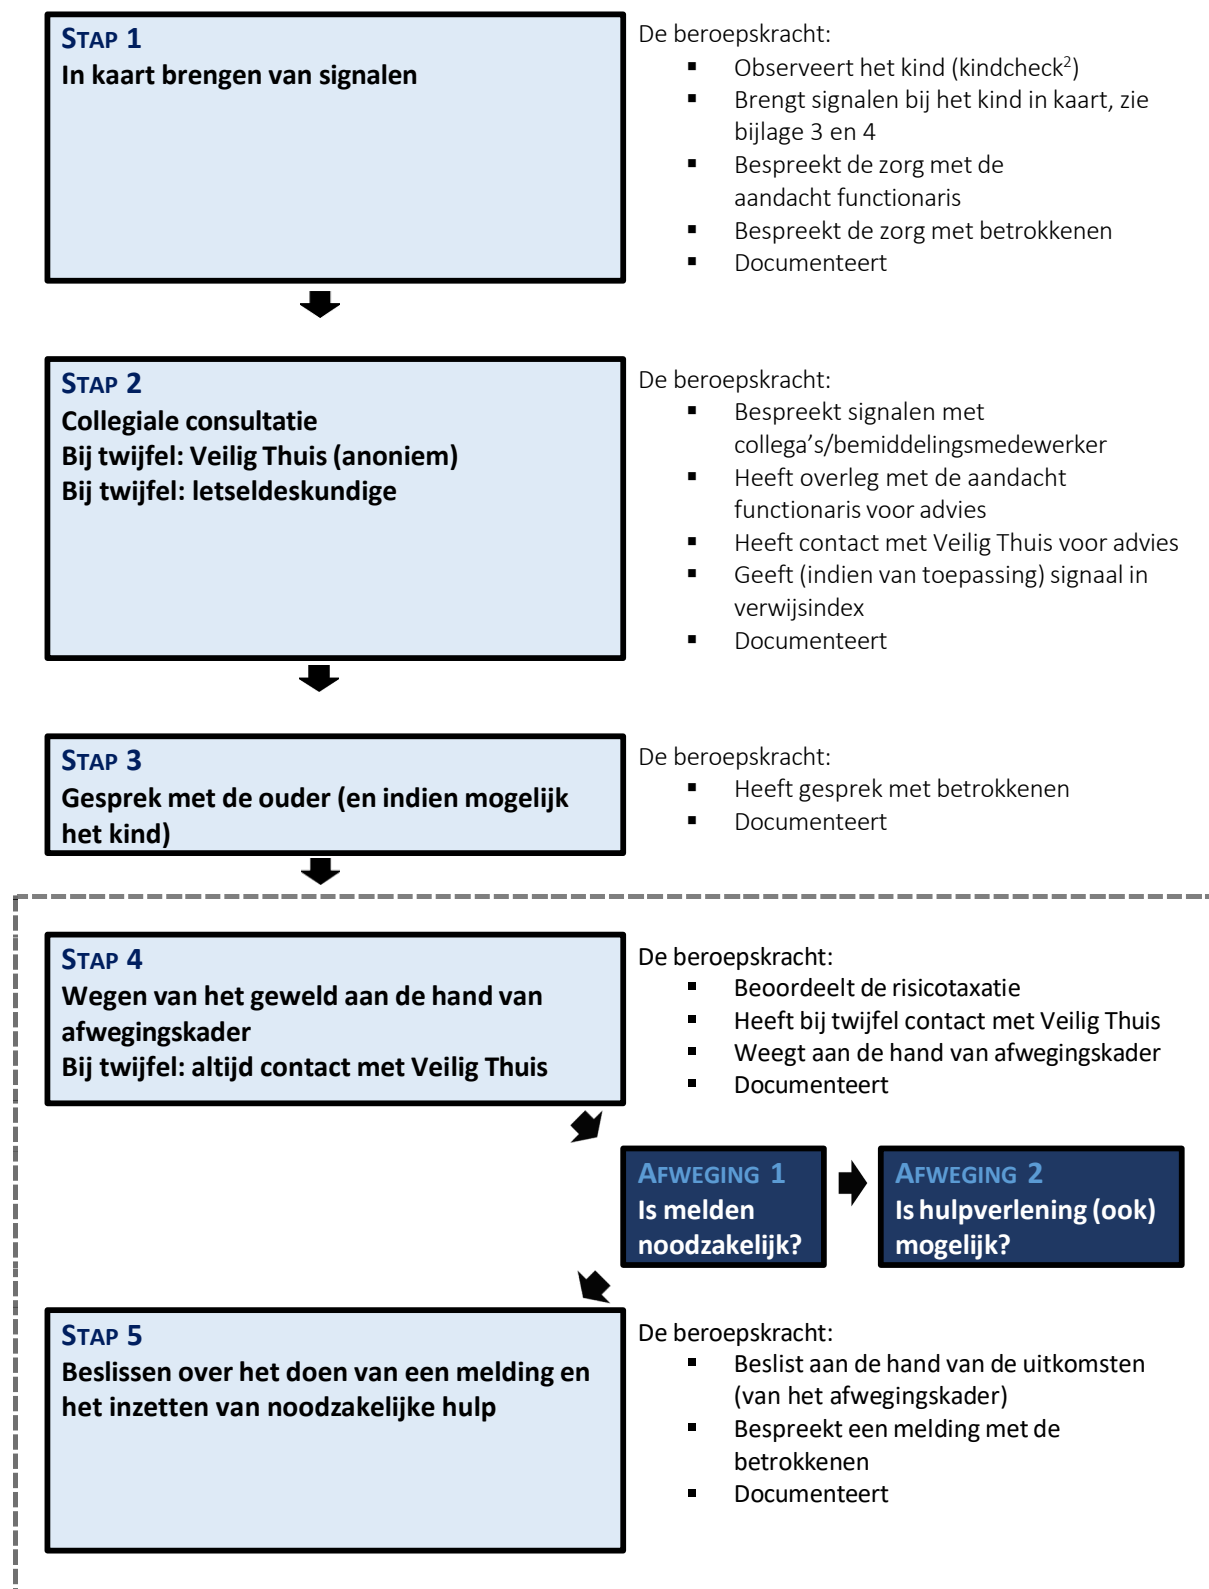 STAP 1
In kaart brengen van signalen
De beroepskracht:
▪ Observeert het kind (kindcheck²)
▪ Brengt signalen bij het kind in kaart, zie
bijlage 3 en 4
▪ Bespreekt de zorg met de
aandacht functionaris
▪ Bespreekt de zorg met betrokkenen
▪ Documenteert
STAP 2
Collegiale consultatie
Bij twijfel: Veilig Thuis (anoniem)
Bij twijfel: letseldeskundige
De beroepskracht:
▪ Bespreekt signalen met
collega’s/bemiddelingsmedewerker
▪ Heeft overleg met de aandacht
functionaris voor advies
▪ Heeft contact met Veilig Thuis voor advies
▪ Geeft (indien van toepassing) signaal in
verwijsindex
▪ Documenteert
STAP 3
Gesprek met de ouder (en indien mogelijk
het kind)
De beroepskracht:
▪ Heeft gesprek met betrokkenen
▪ Documenteert
STAP 4
Wegen van het geweld aan de hand van
afwegingskader
Bij twijfel: altijd contact met Veilig Thuis
De beroepskracht:
▪ Beoordeelt de risicotaxatie
▪ Heeft bij twijfel contact met Veilig Thuis
▪ Weegt aan de hand van afwegingskader
▪ Documenteert
AFWEGING 1
Is melden
noodzakelijk?
AFWEGING 2
Is hulpverlening (ook)
mogelijk?
STAP 5
Beslissen over het doen van een melding en
het inzetten van noodzakelijke hulp
De beroepskracht:
▪ Beslist aan de hand van de uitkomsten
(van het afwegingskader)
▪ Bespreekt een melding met de
betrokkenen
▪ Documenteert